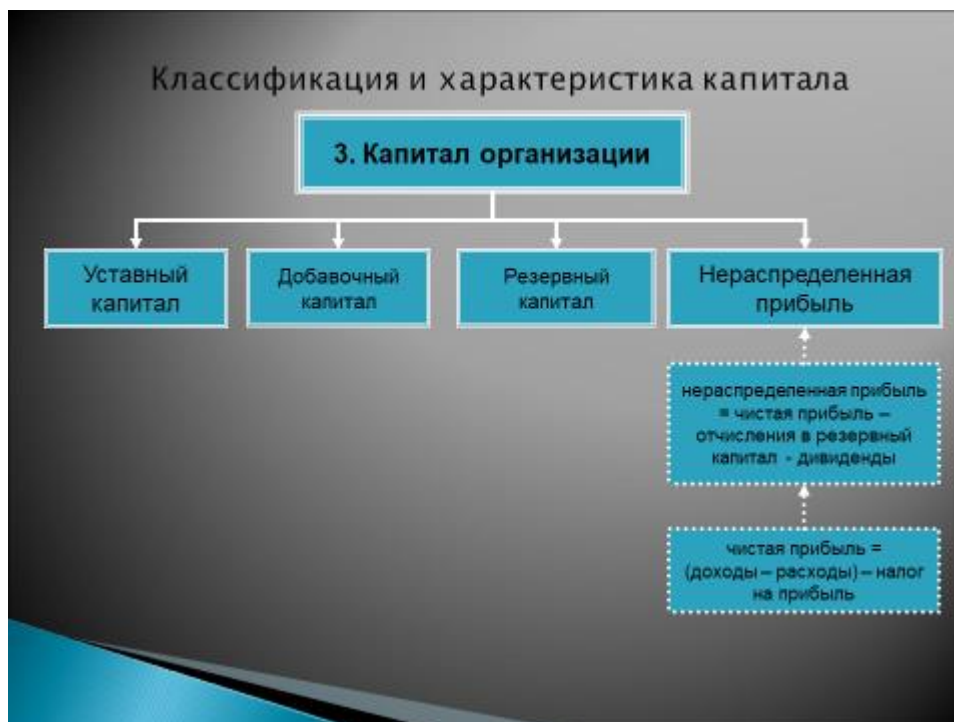 Классификация и характеристика капитала
3. Капитал организации
Уставный
капитал
Добавочный
капитал
Резервный
капитал
Нераспределенная
прибыль
нераспределенная прибыль
= чистая прибыль –
отчисления в резервный
капитал - дивиденды
чистая прибыль =
(доходы – расходы) – налог
на прибыль